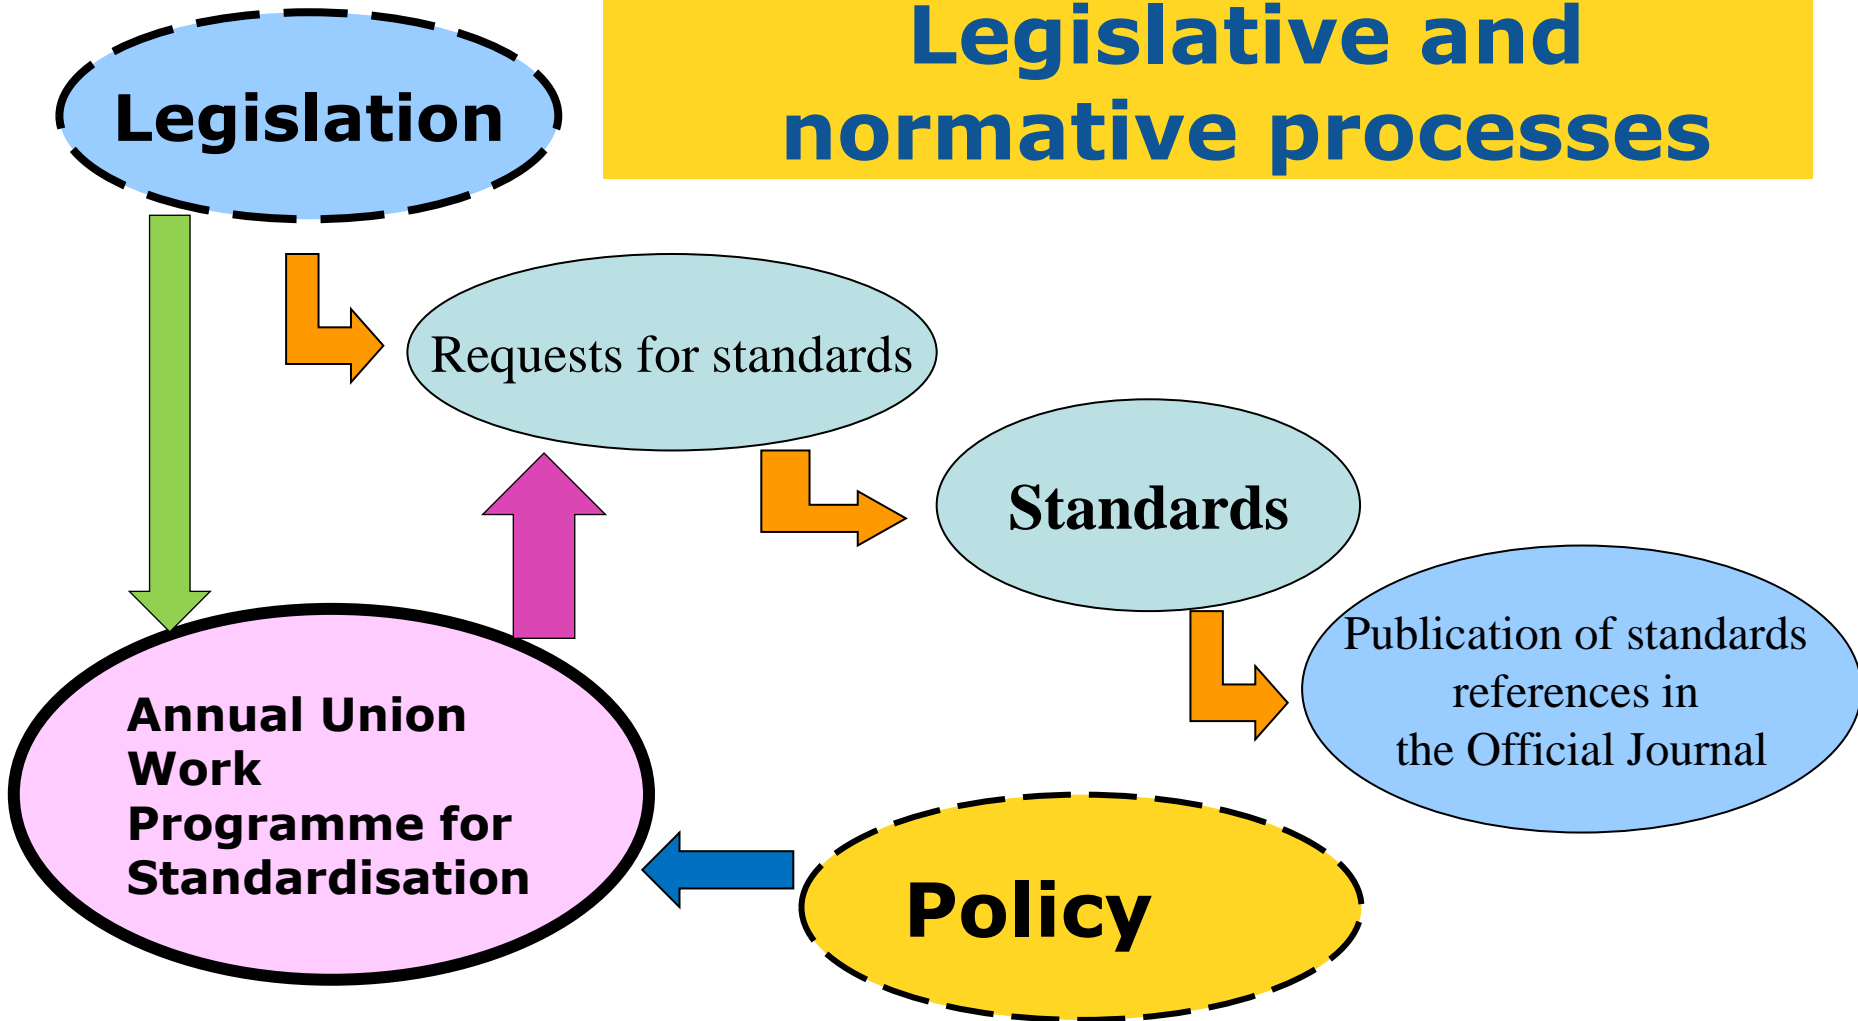 Legislative and
normative processes
Legislation
Requests for standards
Standards
Publication of standards
references in
the Official Journal
Annual Union
Work
Programme for
Standardisation
Policy